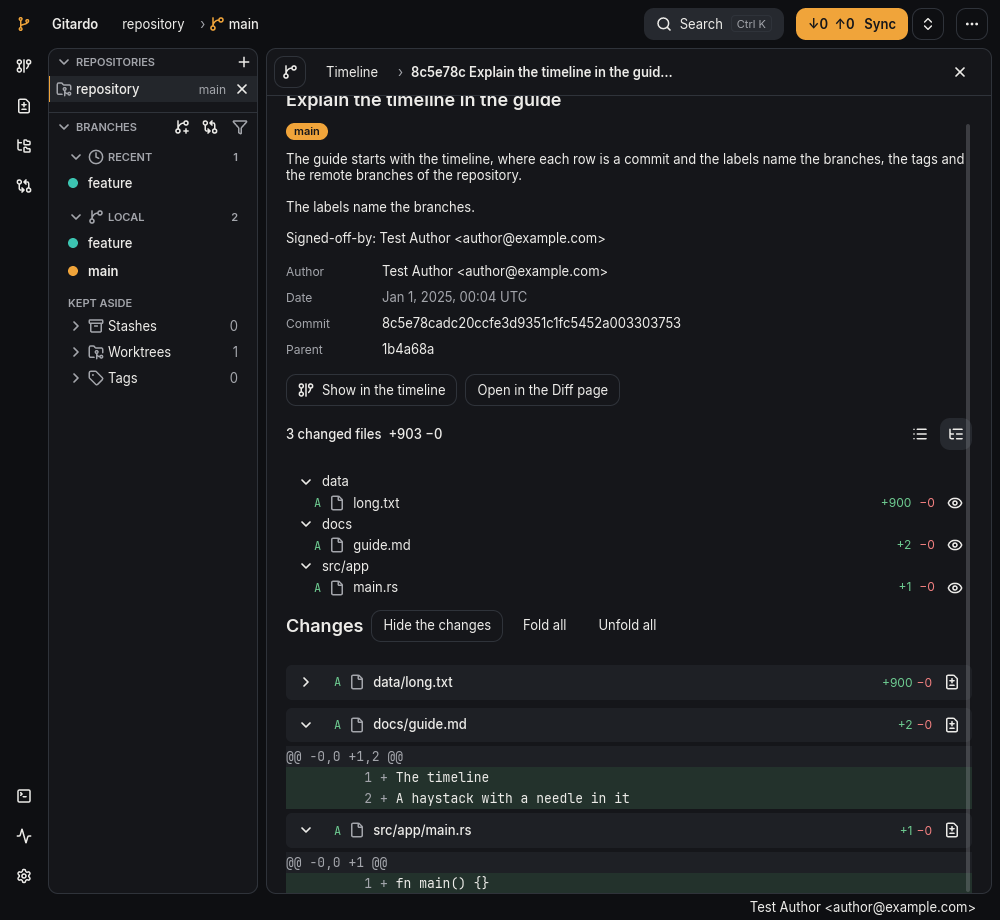 Gitardo repository › main Search Ctrl K ↓0 ↑0 Sync
REPOSITORIES
repository main
BRANCHES
RECENT 1
feature
LOCAL 2
feature
main
KEPT ASIDE
Stashes 0
Worktrees 1
Tags 0
Timeline › 8c5e78c Explain the timeline in the guid...
Explain the timeline in the guide
main
The guide starts with the timeline, where each row is a commit and the labels name the branches, the tags and
the remote branches of the repository.
The labels name the branches.
Signed-off-by: Test Author <author@example.com>
Author Test Author <author@example.com>
Date Jan 1, 2025, 00:04 UTC
Commit 8c5e78cadc20ccfe3d9351c1fc5452a003303753
Parent 1b4a68a
Show in the timeline Open in the Diff page
3 changed files +903 −0
data
A long.txt +900 −0
docs
A guide.md +2 −0
src/app
A main.rs +1 −0
Changes Hide the changes Fold all Unfold all
A data/long.txt +900 −0
A docs/guide.md +2 −0
@@ -0,0 +1,2 @@
1 + The timeline
2 + A haystack with a needle in it
A src/app/main.rs +1 −0
@@ -0,0 +1 @@
1 + fn main() {}
Test Author <author@example.com>